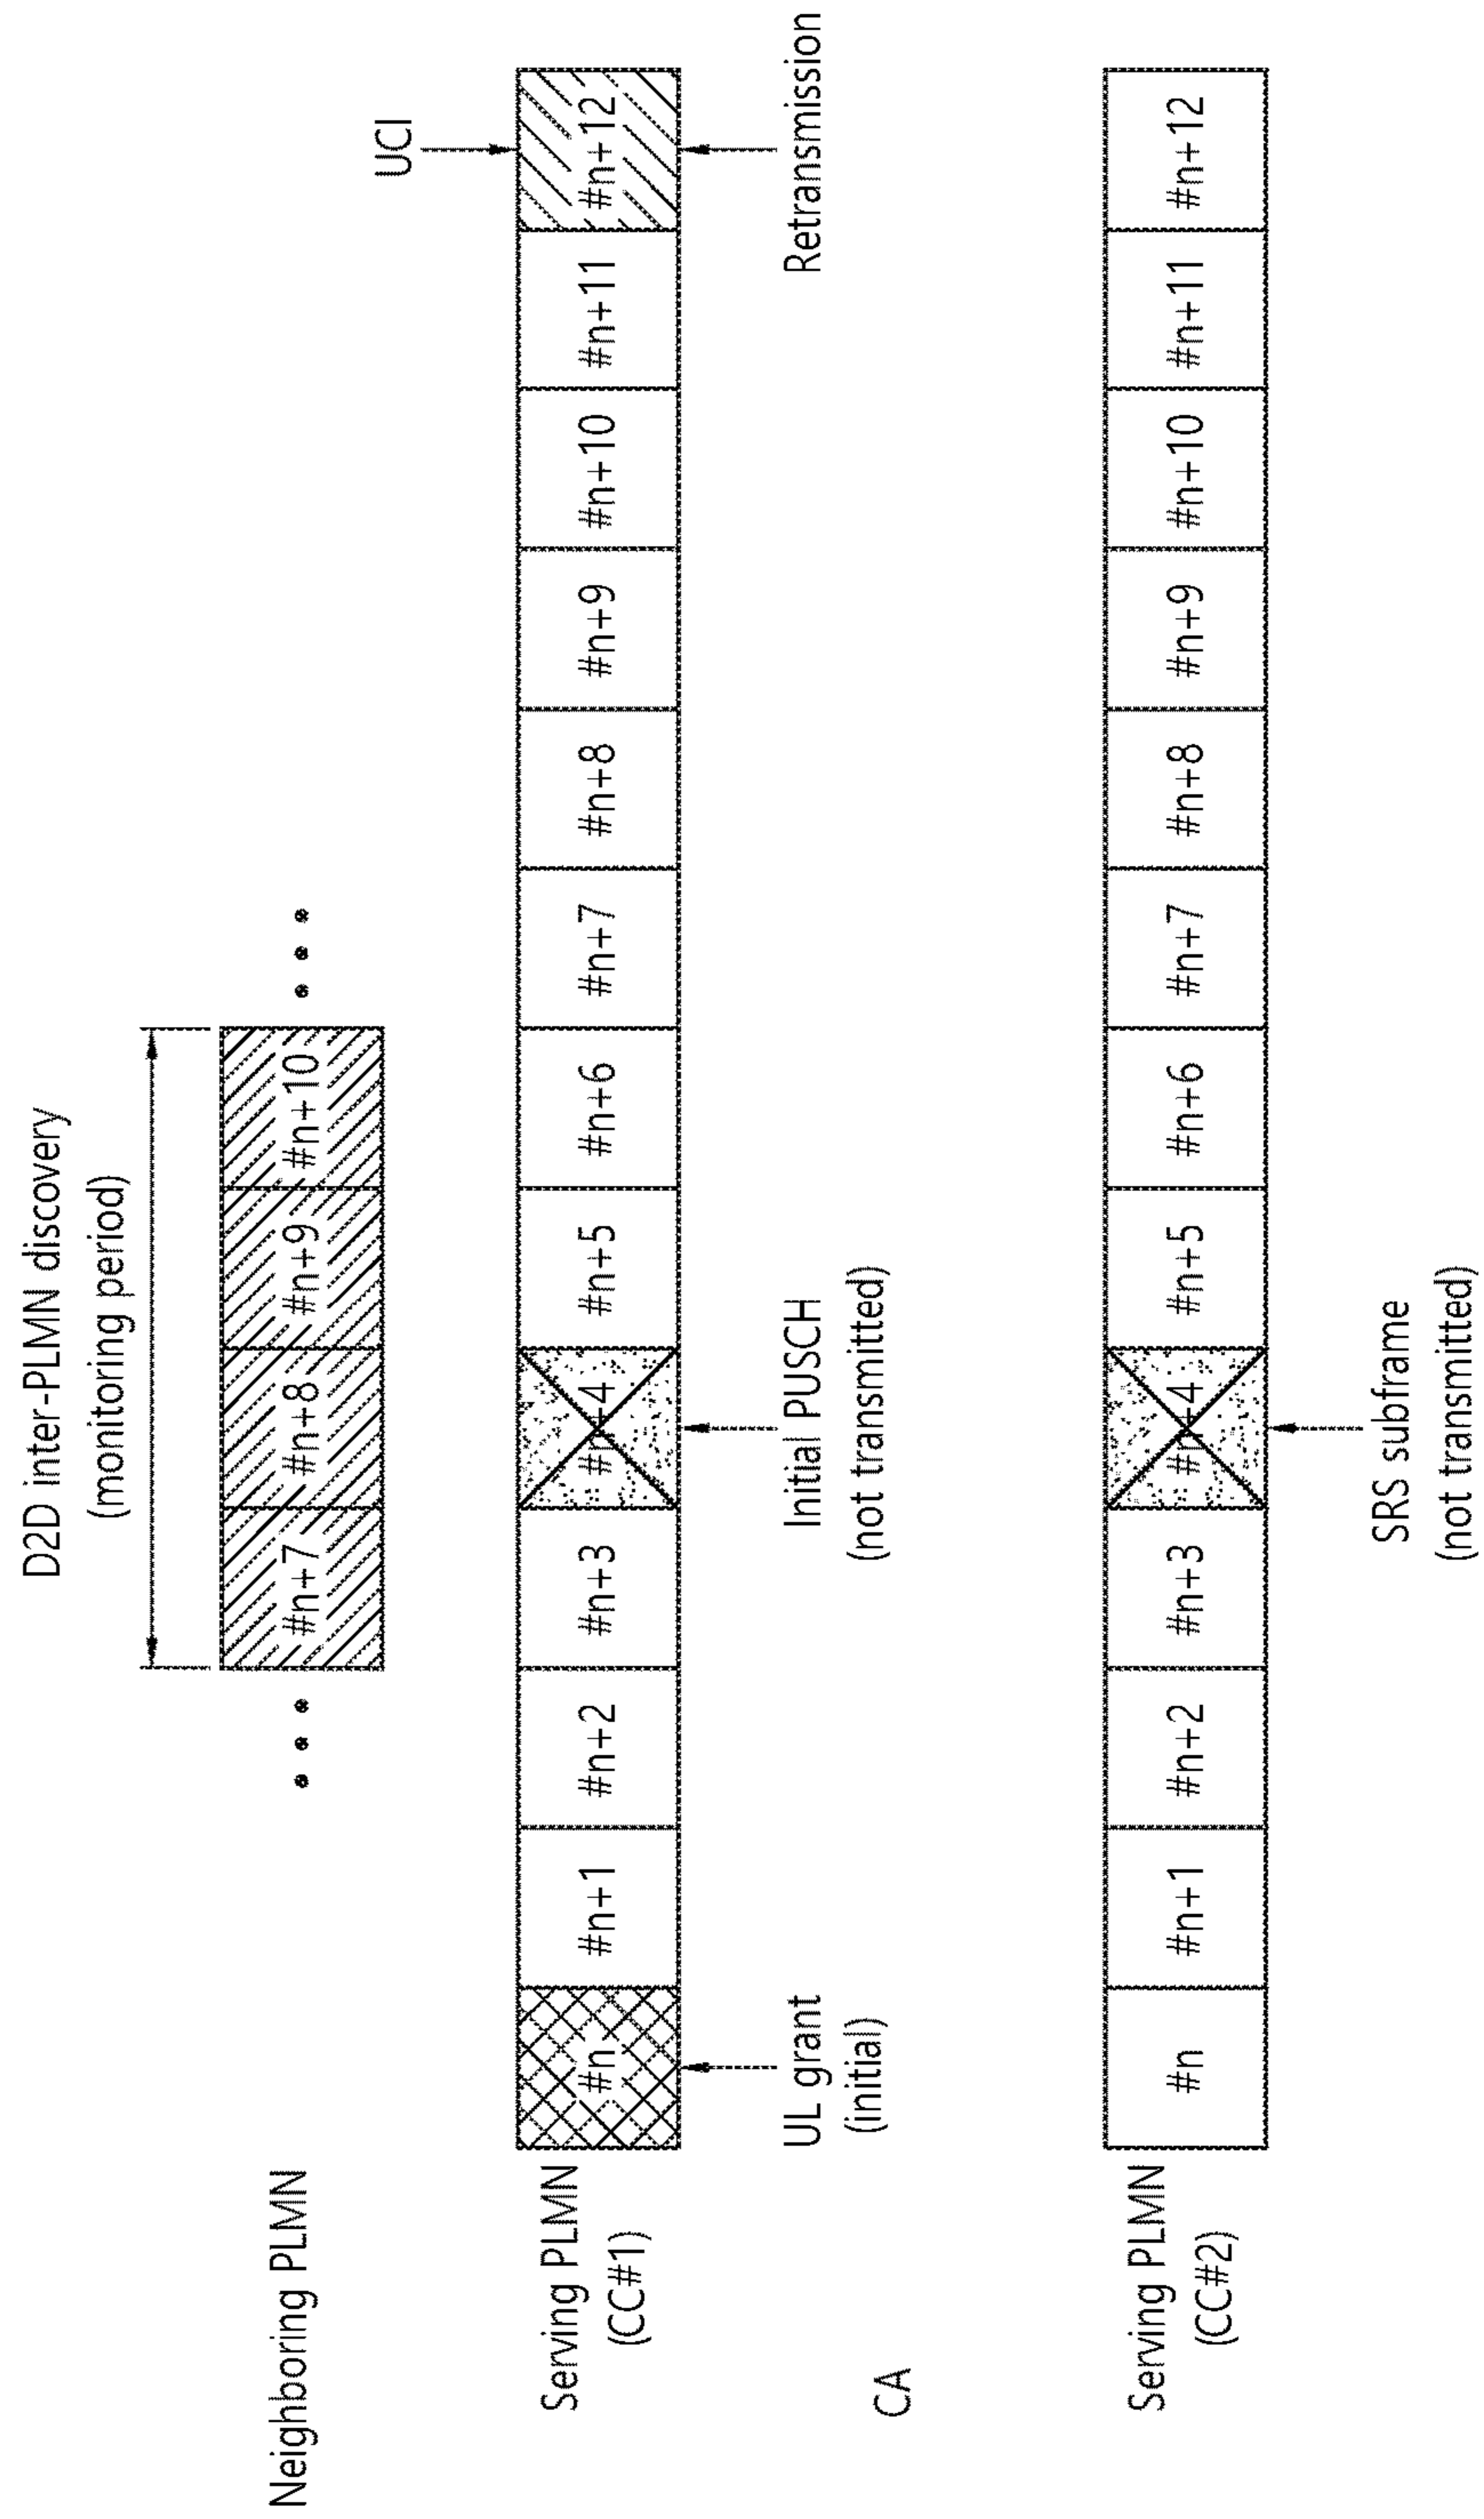 D2D inter-PLMN discovery
(monitoring period)
Neighboring PLMN
#n+7 #n+8 #n+9 #n+10
UCI
Serving PLMN
(CC#1)
#n #n+1 #n+2 #n+3 #n+4 #n+5 #n+6 #n+7 #n+8 #n+9 #n+10 #n+11 #n+12
UL grant
(initial)
Initial PUSCH
(not transmitted)
Retransmission
CA
Serving PLMN
(CC#2)
#n #n+1 #n+2 #n+3 #n+4 #n+5 #n+6 #n+7 #n+8 #n+9 #n+10 #n+11 #n+12
SRS subframe
(not transmitted)